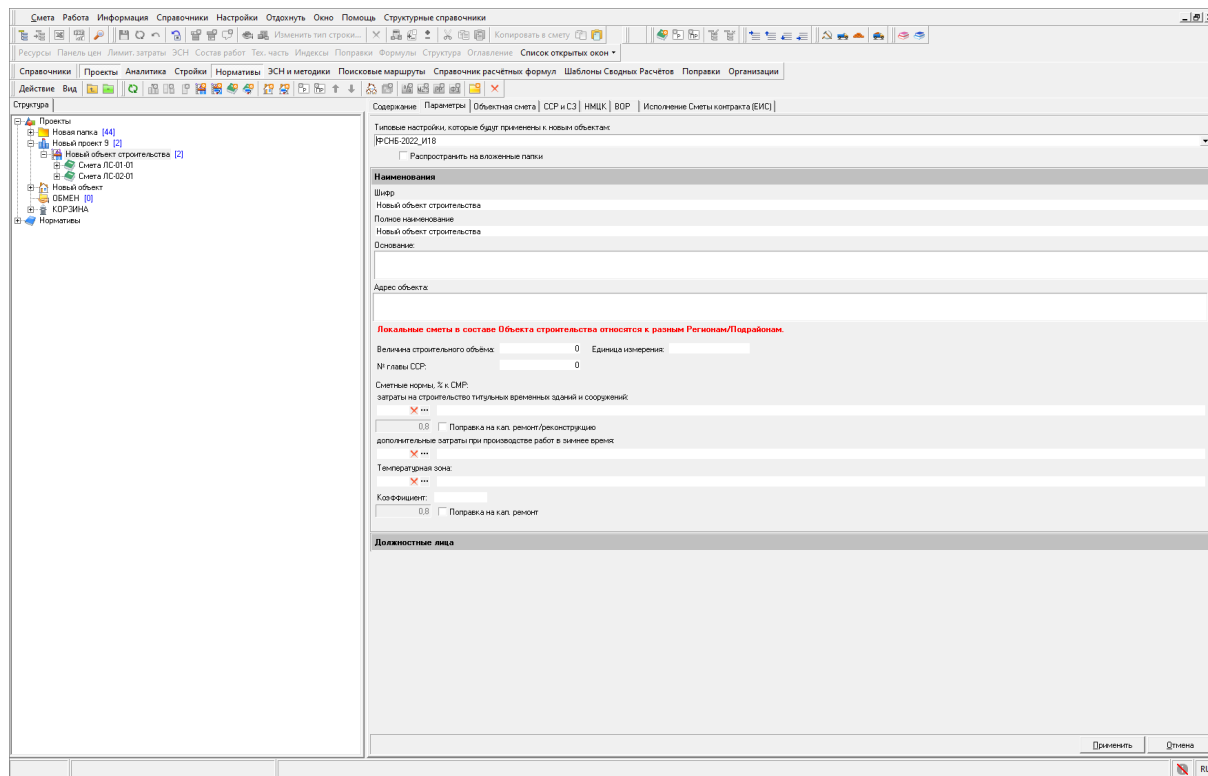 Смета Работа Информация Справочники Настройки Отдохнуть Окно Помощь Структурные справочники
Изменить тип строки... Копировать в смету
Ресурсы Панель цен Лимит.затраты ЭСН Состав работ Тех. часть Индексы Поправки Формулы Структура Оглавление Список открытых окон
Справочники Проекты Аналитика Стройки Нормативы ЭСН и методики Поисковые маршруты Справочник расчётных формул Шаблоны Сводных Расчётов Поправки Организации
Действие Вид
Структура
Проекты
Новая папка [44]
Новый проект 9 [2]
Новый объект строительства [2]
Смета ЛС-01-01
Смета ЛС-02-01
Новый объект
ОБМЕН [0]
КОРЗИНА
Нормативы
Содержание Параметры Объектная смета ССР и СЗ НМЦК ВОР Исполнение Сметы контракта (ЕИС)
Типовые настройки, которые будут применены к новым объектам:
ФСНБ-2022_И18
Распространить на вложенные папки
Наименования
Шифр
Новый объект строительства
Полное наименование
Новый объект строительства
Основание:
Адрес объекта:
Локальные сметы в составе Объекта строительства относятся к разным Регионам/Подрайонам.
Величина строительного объёма: 0 Единица измерения:
№ главы ССР: 0
Сметные нормы, % к СМР:
затраты на строительство титульных временных зданий и сооружений:
0,8 Поправка на кап. ремонт/реконструкцию
дополнительные затраты при производстве работ в зимнее время:
Температурная зона:
Коэффициент:
0,8 Поправка на кап. ремонт
Должностные лица
Применить Отмена
RU